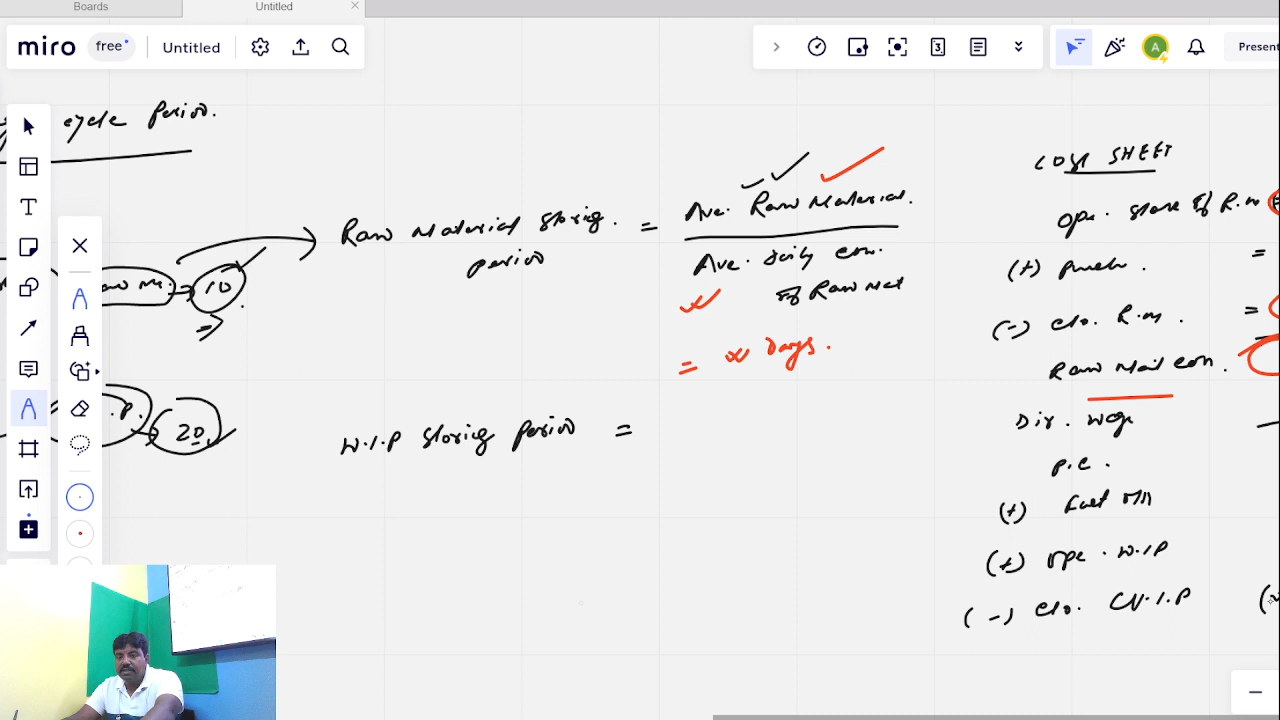 Boards
Untitled
miro free Untitled
Present
cycle Period.
Raw Material Storing. = Ave. Raw Material.
period
Ave. daily con.
of Raw Mat
= Days.
10
W.I.P Storing Period =
.P.
20
COST SHEET
Ope. Stock of R.m
(+) purch. =
(-) clo. R.m. =
Raw Mat con.
Dir. wage
P.C.
(+) Fact O/H
(+) ope. W.I.P
(-) clo. W.I.P